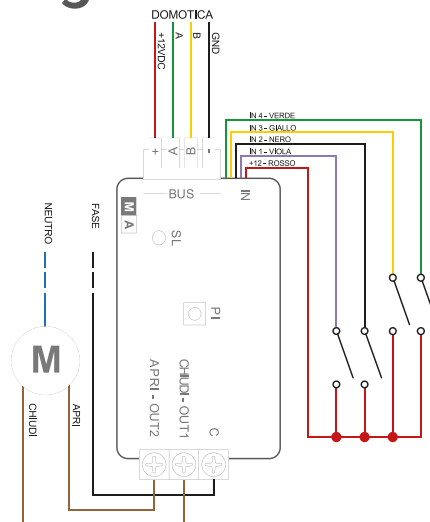 DOMOTICA
+12VDC
A
B
GND
IN 4 - VERDE
IN 3 - GIALLO
IN 2 - NERO
IN 1 - VIOLA
+12 - ROSSO
+
A
B
-
BUS
IN
M
A
SL
PI
NEUTRO
FASE
M
CHIUDI
APRI
APRI - OUT2
CHIUDI - OUT1
C